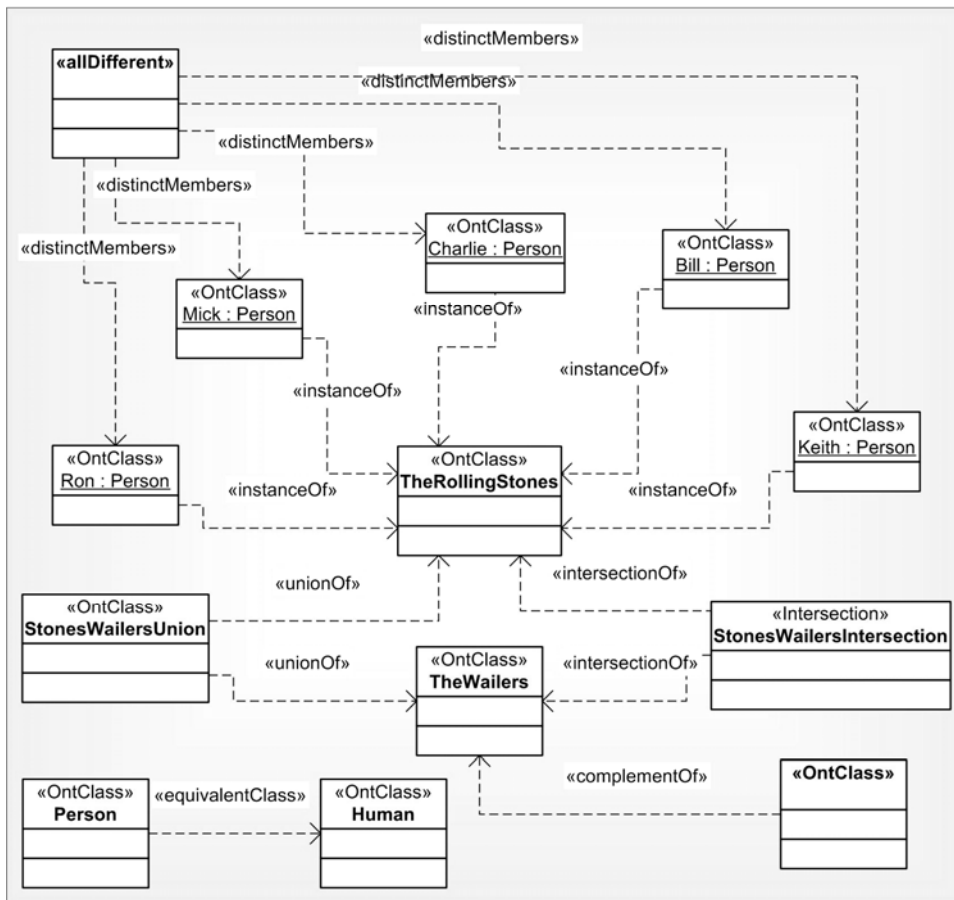 «distinctMembers»
«allDifferent»
«distinctMembers»
«distinctMembers»
«distinctMembers»
«distinctMembers»
«OntClass»
Charlie : Person
«OntClass»
Bill : Person
«OntClass»
Mick : Person
«instanceOf»
«instanceOf»
«instanceOf»
«OntClass»
Keith : Person
«OntClass»
Ron : Person
«OntClass»
TheRollingStones
«instanceOf»
«instanceOf»
«unionOf»
«intersectionOf»
«OntClass»
StonesWailersUnion
«Intersection»
StonesWailersIntersection
«unionOf»
«OntClass»
TheWailers
«intersectionOf»
«complementOf»
«OntClass»
«OntClass»
Person
«equivalentClass»
«OntClass»
Human